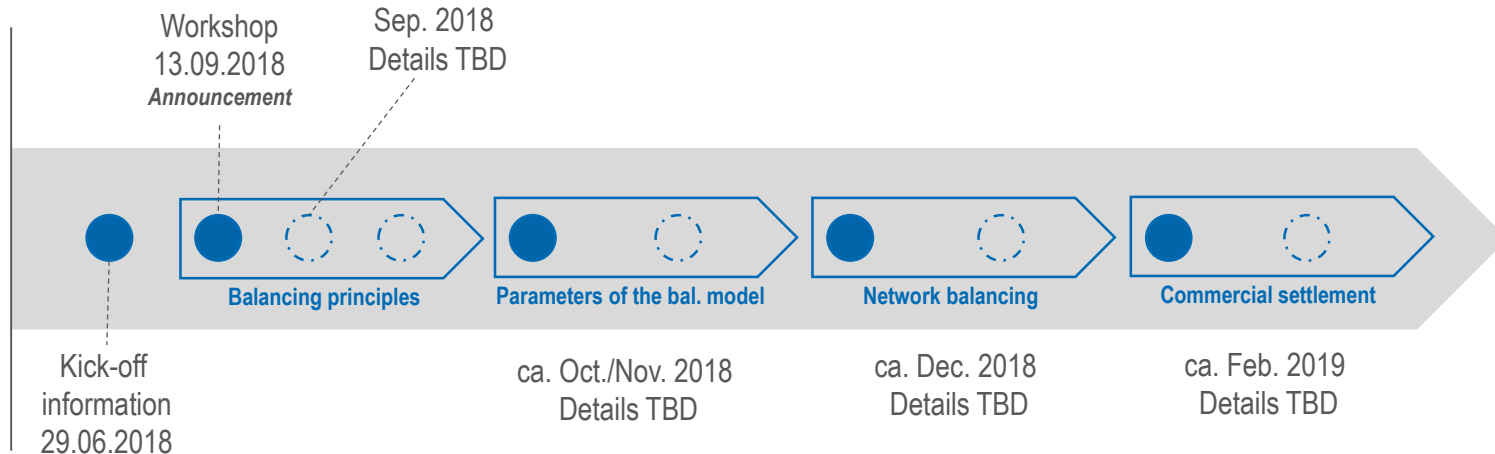 Workshop
13.09.2018
Announcement
Sep. 2018
Details TBD
Balancing principles
Parameters of the bal. model
Network balancing
Commercial settlement
Kick-off
information
29.06.2018
ca. Oct./Nov. 2018
Details TBD
ca. Dec. 2018
Details TBD
ca. Feb. 2019
Details TBD